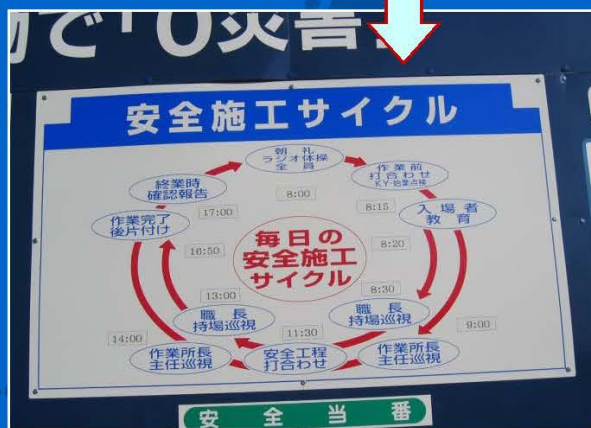 で「0災害
安全施工サイクル
朝礼
ラジオ体操
全員
8:00
作業前
打合わせ
KY・始業点検
8:15
入場者
教育
8:20
8:30
職長
持場巡視
9:00
作業所長
主任巡視
11:30
安全工程
打合わせ
13:00
職長
持場巡視
14:00
作業所長
主任巡視
16:50
作業完了
後片付け
17:00
終業時
確認報告
毎日の
安全施工
サイクル
安全当番